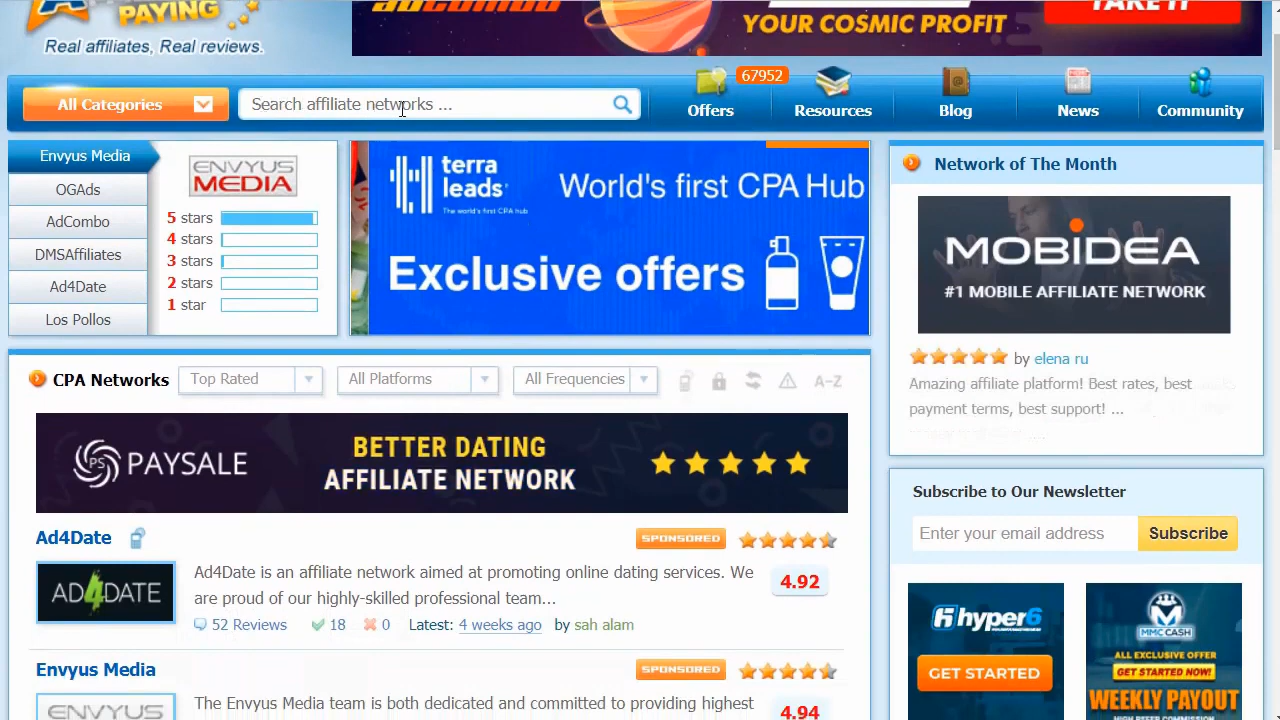 PAYING
Real affiliates, Real reviews.
YOUR COSMIC PROFIT
TAKE IT
All Categories
Search affiliate networks ...
67952
Offers
Resources
Blog
News
Community
Envyus Media
OGAds
AdCombo
DMSAffiliates
Ad4Date
Los Pollos
ENVYUS
MEDIA
5 stars
4 stars
3 stars
2 stars
1 star
terra
leads
The world's first CPA hub
World's first CPA Hub
Exclusive offers
Network of The Month
MOBIDEA
#1 MOBILE AFFILIATE NETWORK
by elena ru
Amazing affiliate platform! Best rates, best
payment terms, best support! ...
CPA Networks
Top Rated
All Platforms
All Frequencies
A-Z
PS PAYSALE
BETTER DATING
AFFILIATE NETWORK
Ad4Date
SPONSORED
AD4DATE
Ad4Date is an affiliate network aimed at promoting online dating services. We
are proud of our highly-skilled professional team...
4.92
52 Reviews 18 0 Latest: 4 weeks ago by sah alam
Envyus Media
SPONSORED
ENVYUS
The Envyus Media team is both dedicated and committed to providing highest
4.94
Subscribe to Our Newsletter
Enter your email address
Subscribe
hyper6
GET STARTED
MMC CASH
ALL EXCLUSIVE OFFER
GET STARTED NOW!
WEEKLY PAYOUT